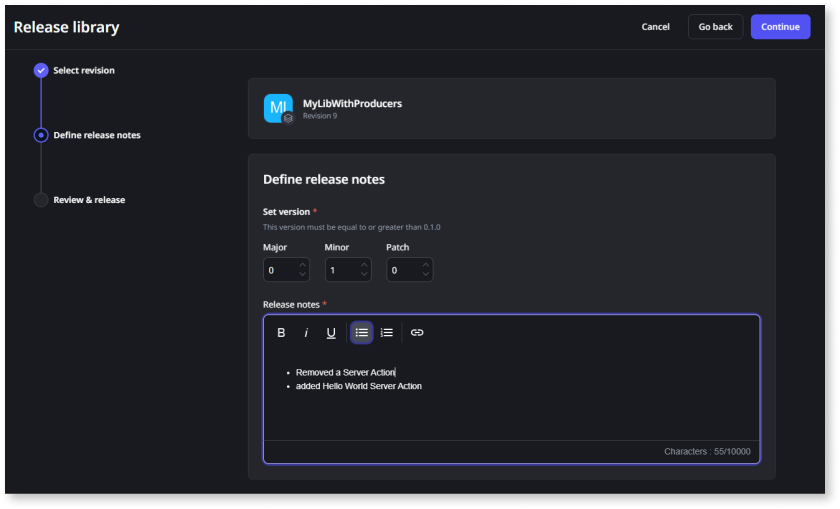 Release library
Cancel
Go back
Continue
Select revision
Define release notes
Review & release
MI
MyLibWithProducers
Revision 9
Define release notes
Set version *
This version must be equal to or greater than 0.1.0
Major Minor Patch
0 1 0
Release notes *
B i U
• Removed a Server Action
• added Hello World Server Action
Characters : 55/10000